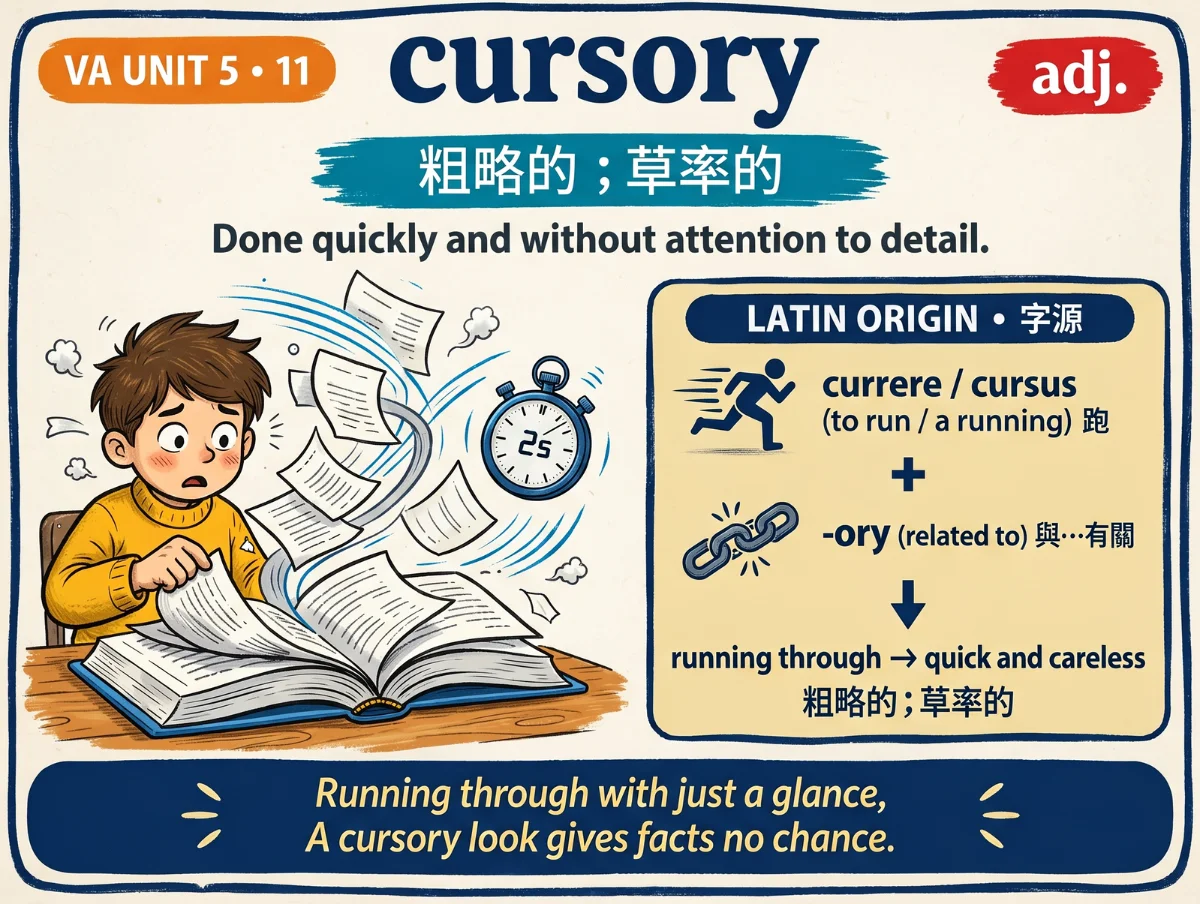 VA UNIT 5 • 11
cursory
adj.
粗略的；草率的
Done quickly and without attention to detail.
2s
LATIN ORIGIN • 字源
currere / cursus
(to run / a running) 跑
+
-ory (related to) 與…有關
running through → quick and careless
粗略的；草率的
Running through with just a glance,
A cursory look gives facts no chance.